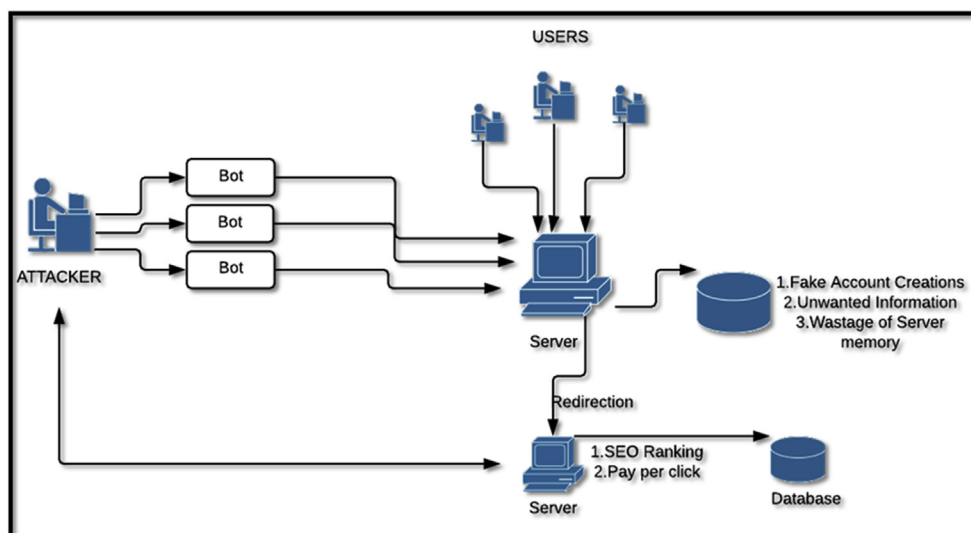 USERS
Bot
Bot
Bot
ATTACKER
Server
1.Fake Account Creations
2.Unwanted Information
3.Wastage of Server
memory
Redirection
1.SEO Ranking
2.Pay per click
Server
Database